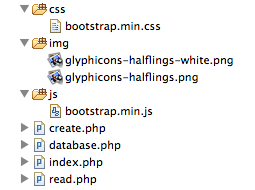 css
bootstrap.min.css
img
glyphicons-halflings-white.png
glyphicons-halflings.png
js
bootstrap.min.js
create.php
database.php
index.php
read.php